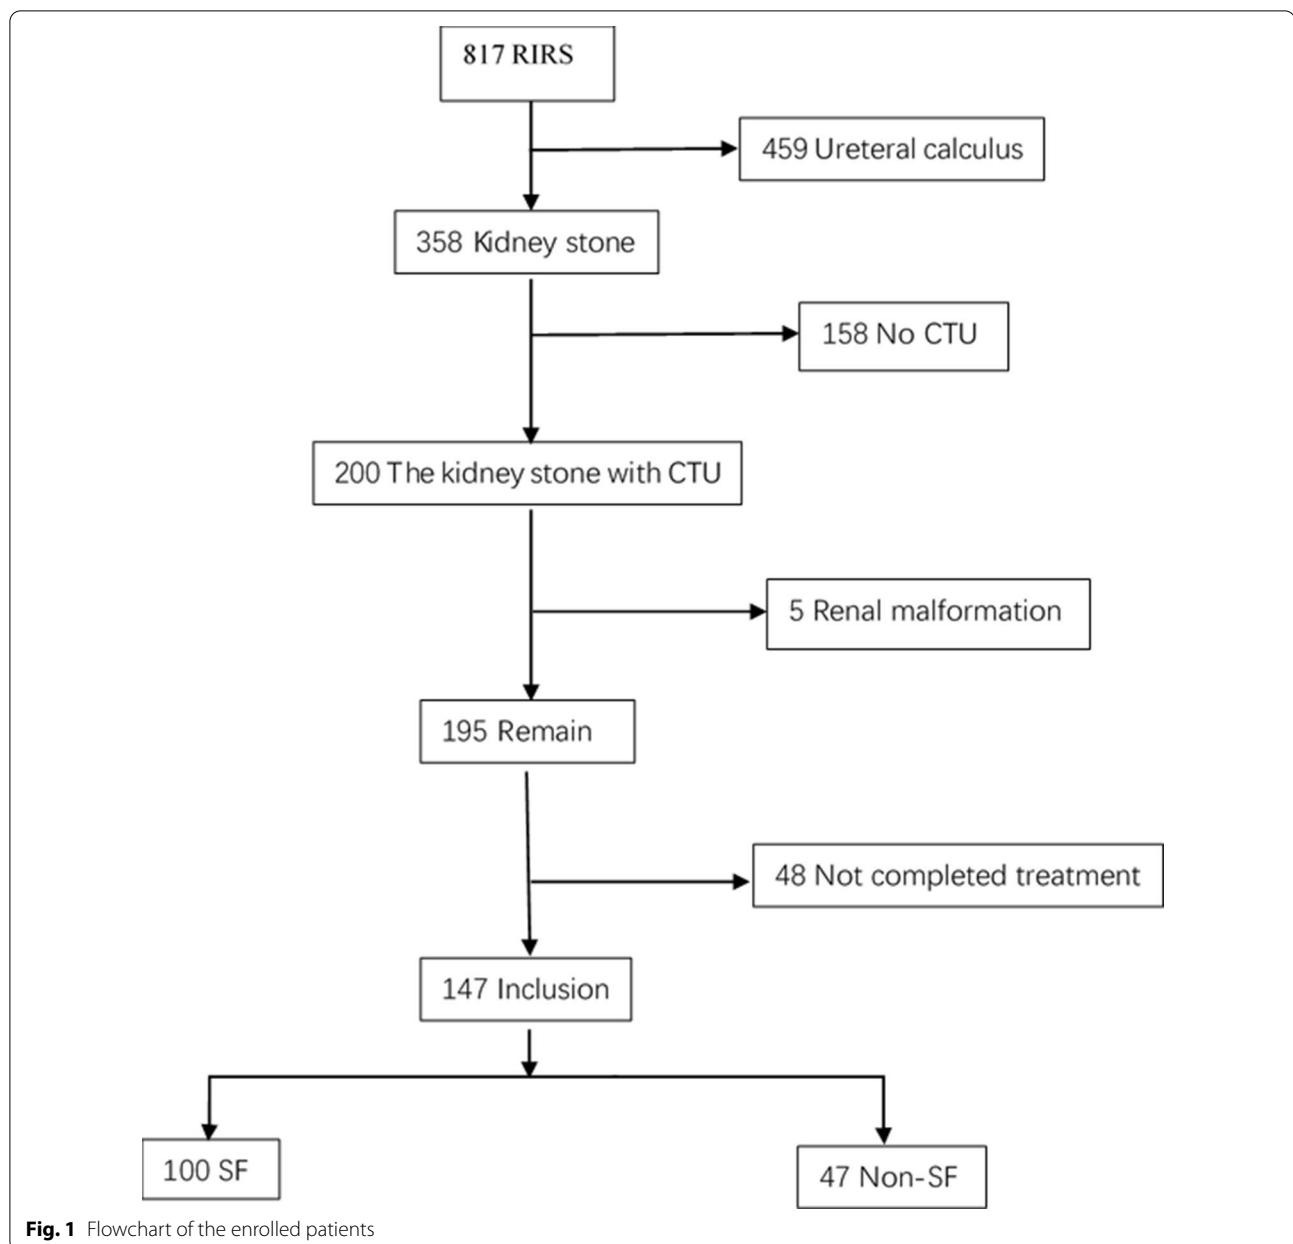 817 RIRS
459 Ureteral calculus
358 Kidney stone
158 No CTU
200 The kidney stone with CTU
5 Renal malformation
195 Remain
48 Not completed treatment
147 Inclusion
100 SF
47 Non-SF
Fig. 1 Flowchart of the enrolled patients